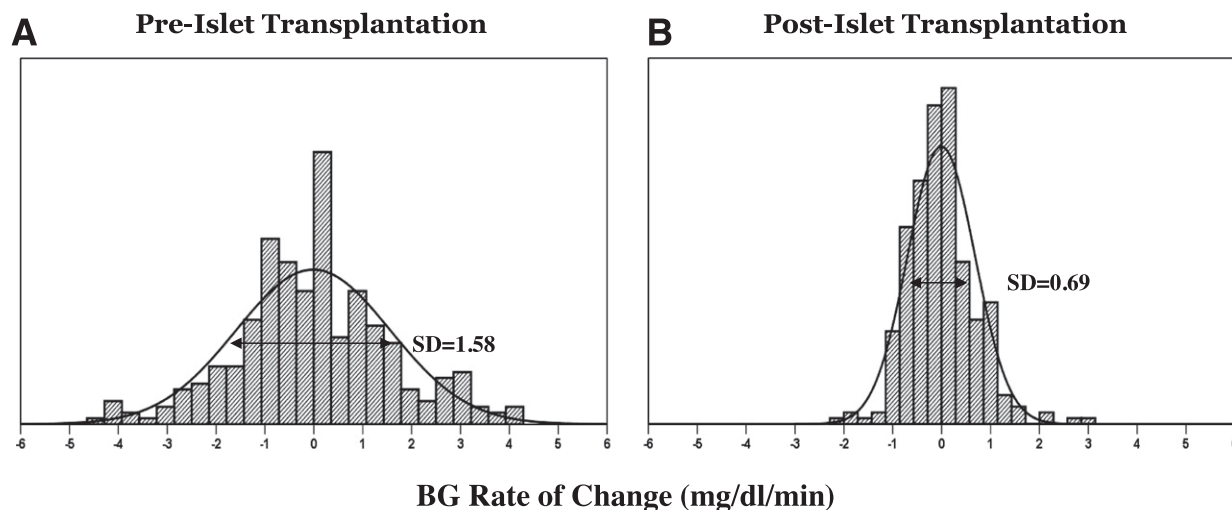 A Pre-Islet Transplantation
SD=1.58
-6 -5 -4 -3 -2 -1 0 1 2 3 4 5 6
B Post-Islet Transplantation
SD=0.69
-6 -5 -4 -3 -2 -1 0 1 2 3 4 5
BG Rate of Change (mg/dl/min)